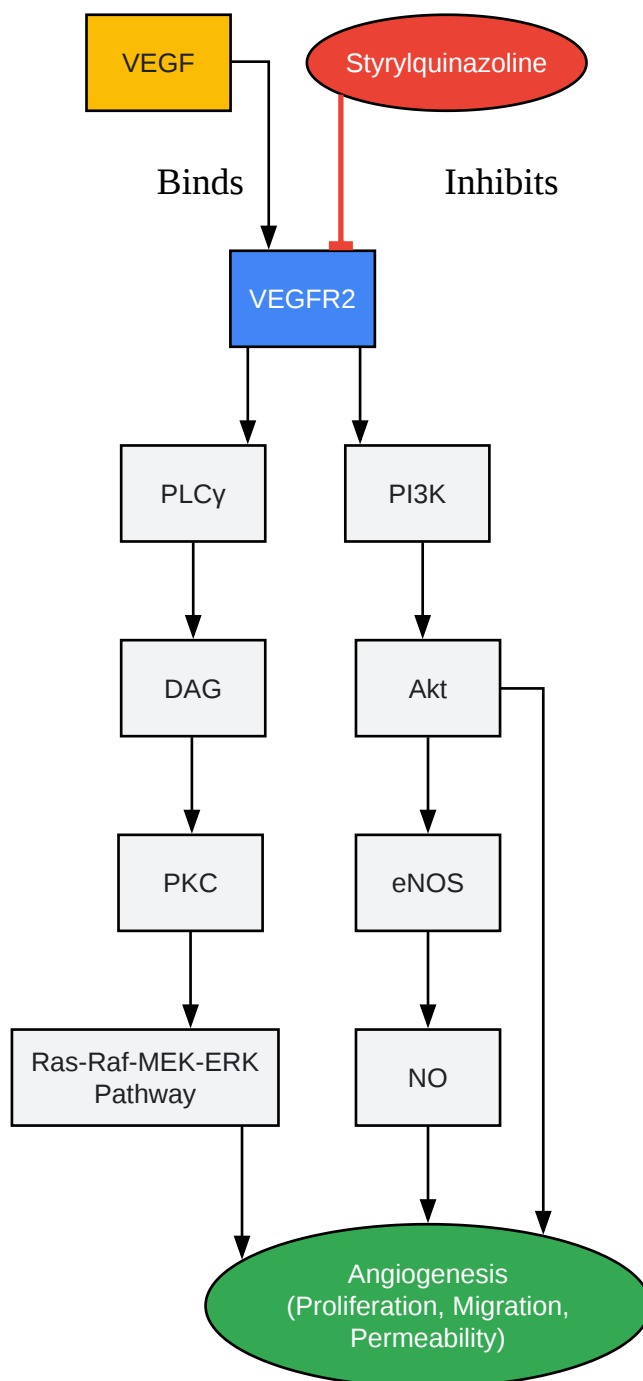 VEGF
Styrylquinazoline
Binds
Inhibits
VEGFR2
PLCγ
PI3K
DAG
Akt
PKC
eNOS
Ras-Raf-MEK-ERK
Pathway
NO
Angiogenesis
(Proliferation, Migration,
Permeability)